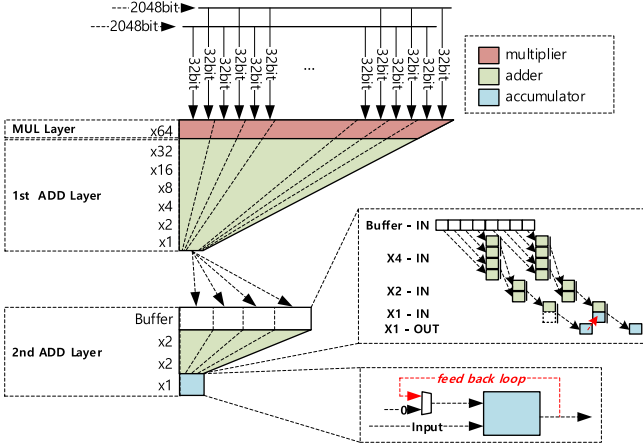 2048bit
2048bit
32bit 32bit 32bit 32bit 32bit 32bit ... 32bit 32bit 32bit 32bit 32bit 32bit
multiplier
adder
accumulator
MUL Layer
x64
x32
x16
1st ADD Layer
x8
x4
x2
x1
Buffer - IN
X4 - IN
X2 - IN
X1 - IN
X1 - OUT
Buffer
x2
2nd ADD Layer
x2
x1
feed back loop
0
Input